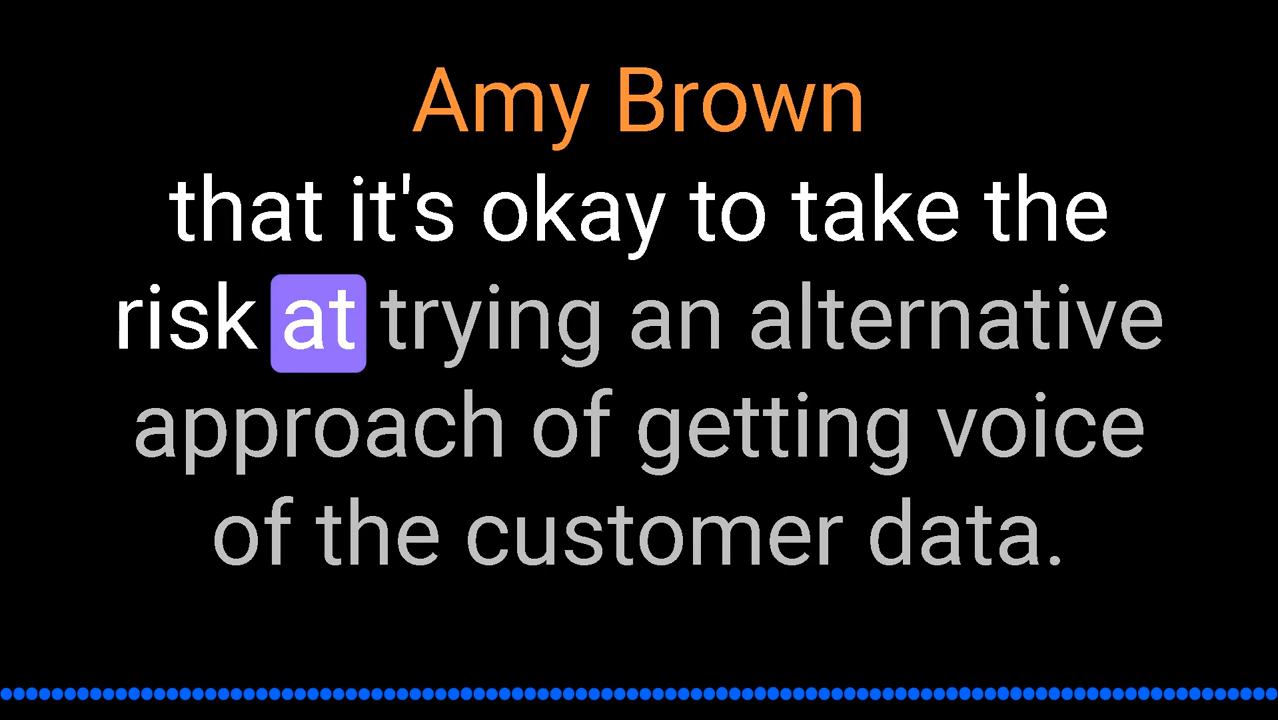 Amy Brown
that it's okay to take the
risk at trying an alternative
approach of getting voice
of the customer data.